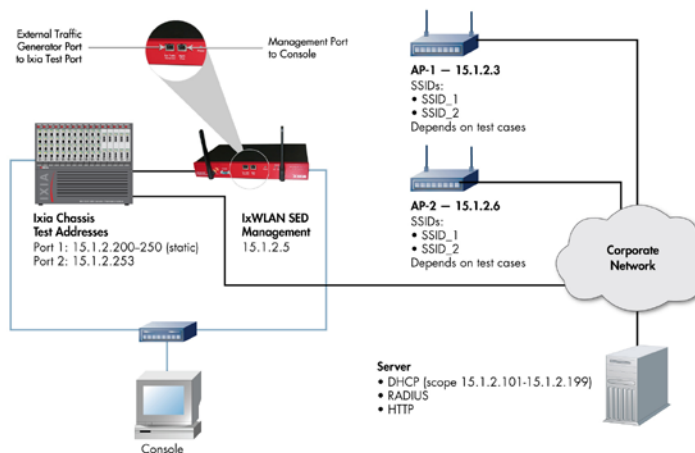 External Traffic
Generator Port
to Ixia Test Port
Management Port
to Console
AP-1 – 15.1.2.3
SSIDs:
• SSID_1
• SSID_2
Depends on test cases
IXIA
Ixia Chassis
Test Addresses
Port 1: 15.1.2.200–250 (static)
Port 2: 15.1.2.253
IxWLAN SED
Management
15.1.2.5
AP-2 – 15.1.2.6
SSIDs:
• SSID_1
• SSID_2
Depends on test cases
Corporate
Network
Server
• DHCP (scope 15.1.2.101-15.1.2.199)
• RADIUS
• HTTP
Console